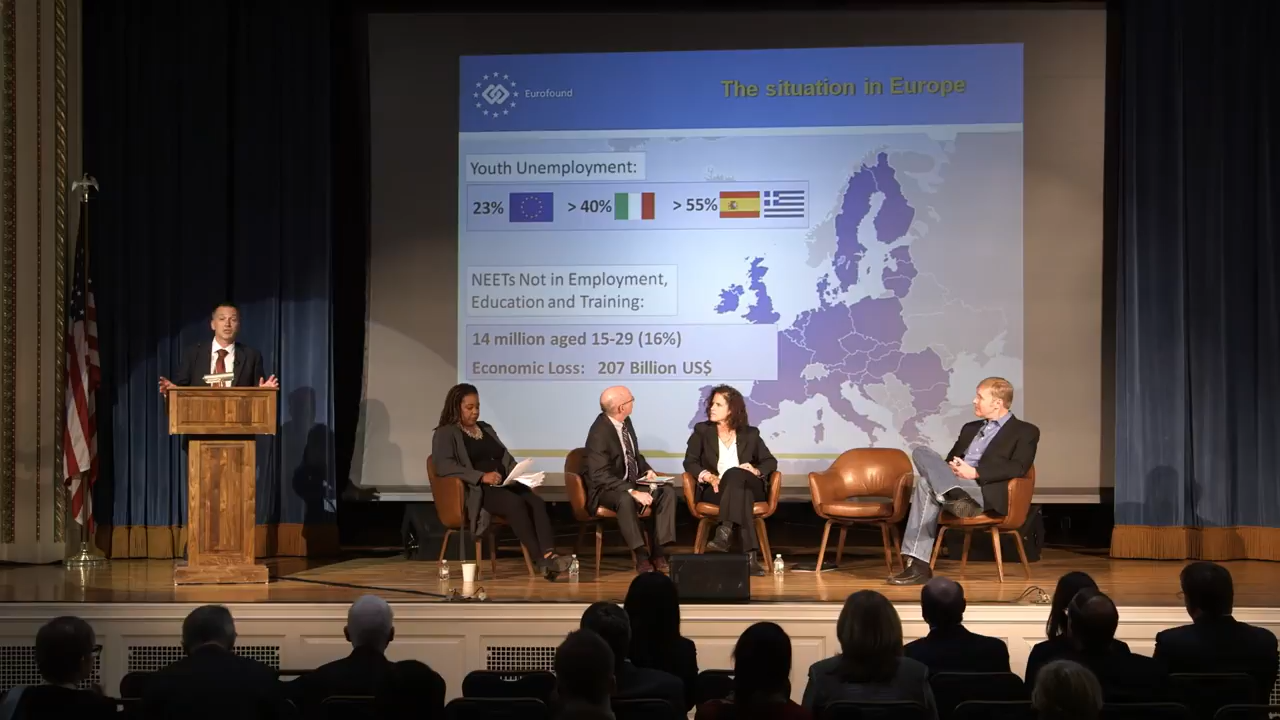 Eurofound
The situation in Europe
Youth Unemployment:
23% > 40% > 55%
NEETs Not in Employment,
Education and Training:
14 million aged 15-29 (16%)
Economic Loss: 207 Billion US$